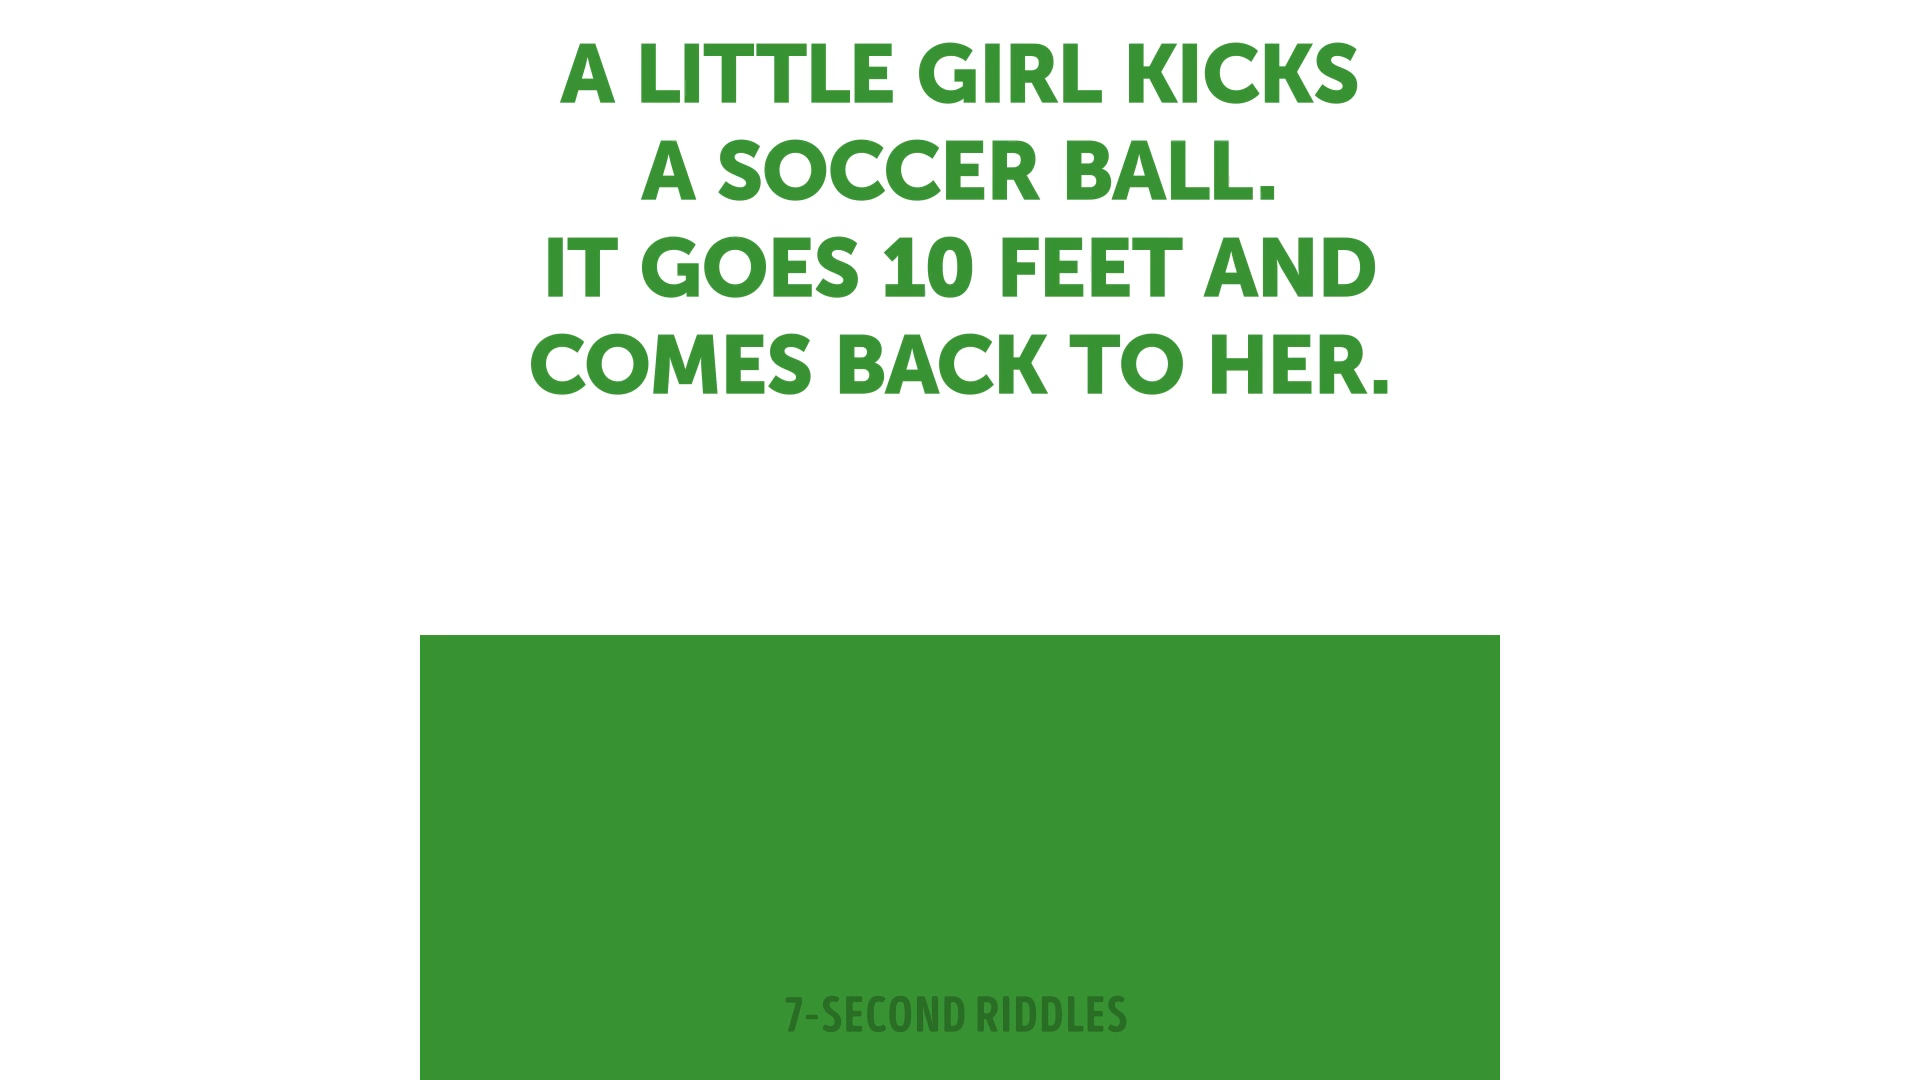 A LITTLE GIRL KICKS
A SOCCER BALL.
IT GOES 10 FEET AND
COMES BACK TO HER.
7-SECOND RIDDLES